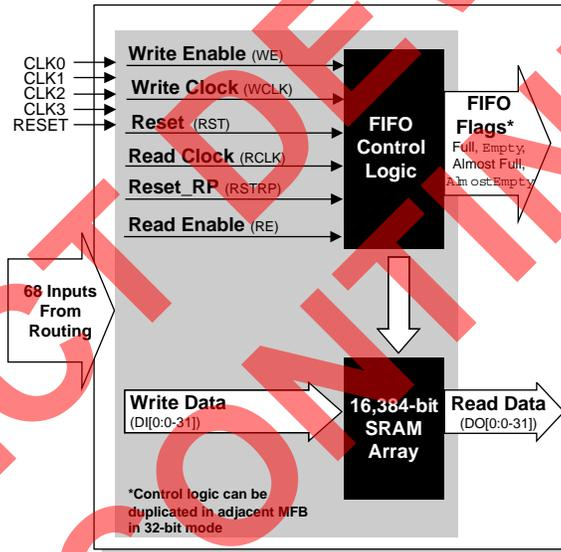 CLK0
CLK1
CLK2
CLK3
RESET
Write Enable (WE)
Write Clock (WCLK)
Reset (RST)
Read Clock (RCLK)
Reset_RP (RSTRP)
Read Enable (RE)
FIFO
Control
Logic
FIFO
Flags*
Full, Empty,
Almost Full,
AlmostEmpty
68 Inputs
From
Routing
Write Data
(DI[0:0-31])
16,384-bit
SRAM
Array
Read Data
(DO[0:0-31])
*Control logic can be
duplicated in adjacent MFB
in 32-bit mode